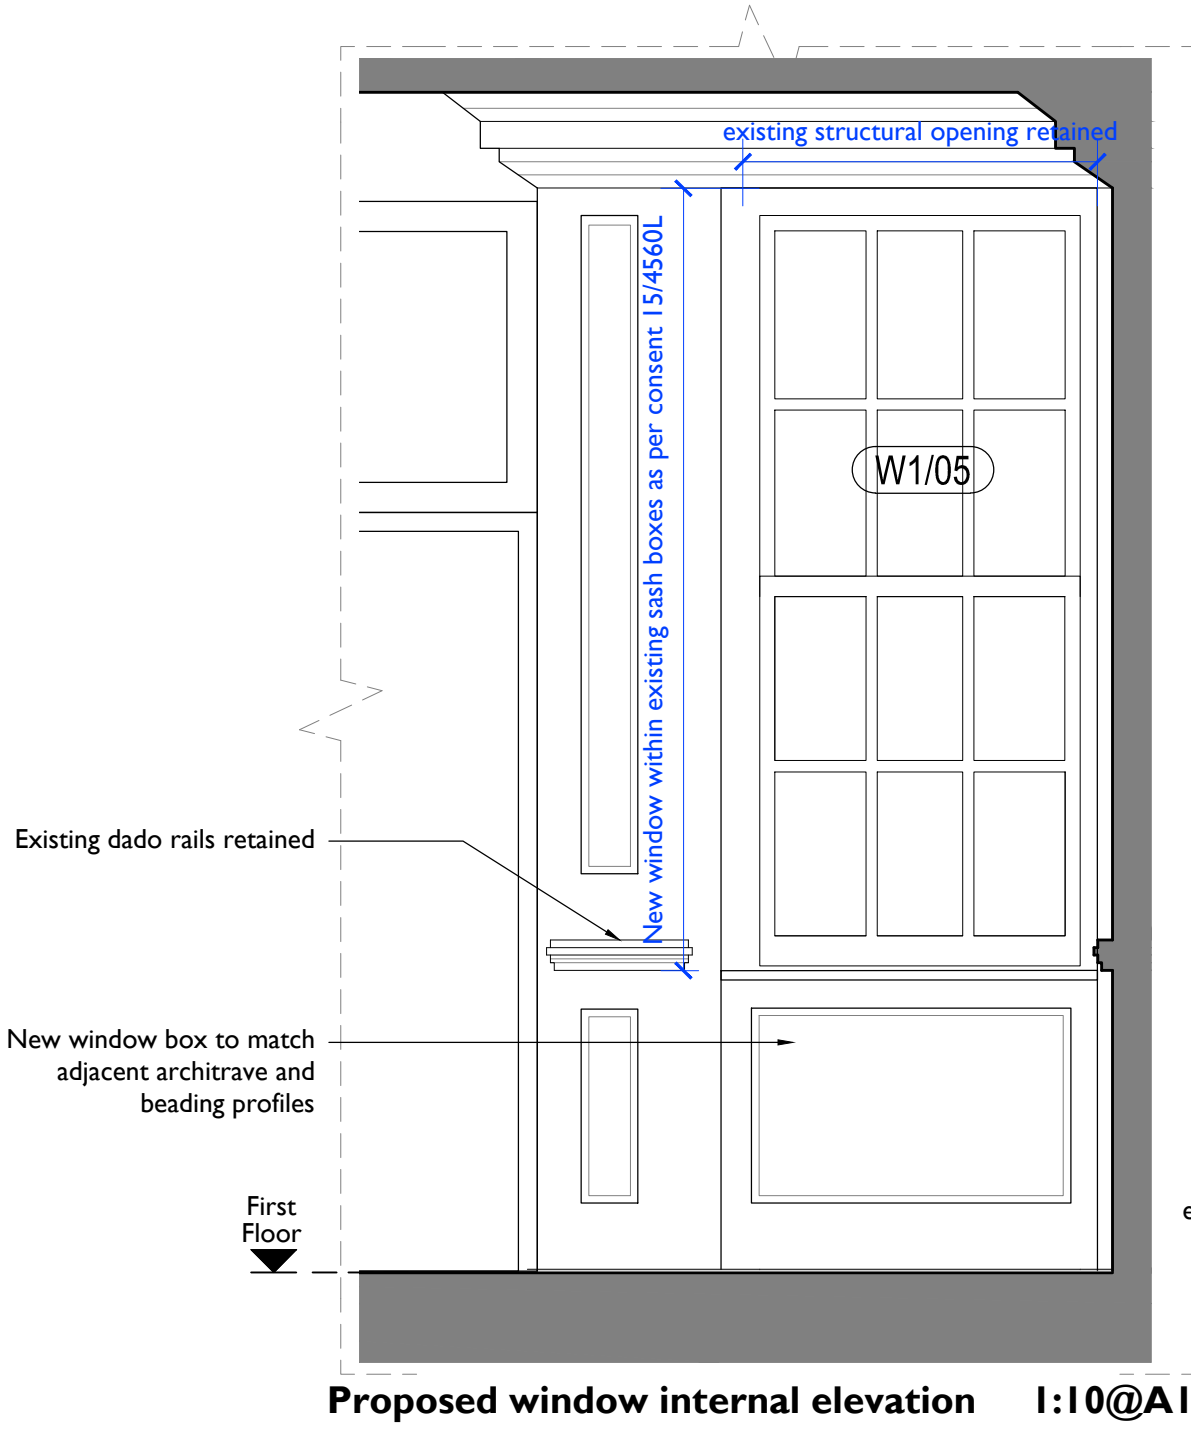 existing structural opening retained
New window within existing sash boxes as per consent 15/4560L
W1/05
Existing dado rails retained
New window box to match
adjacent architrave and
beading profiles
First
Floor
e
Proposed window internal elevation 1:10@A1